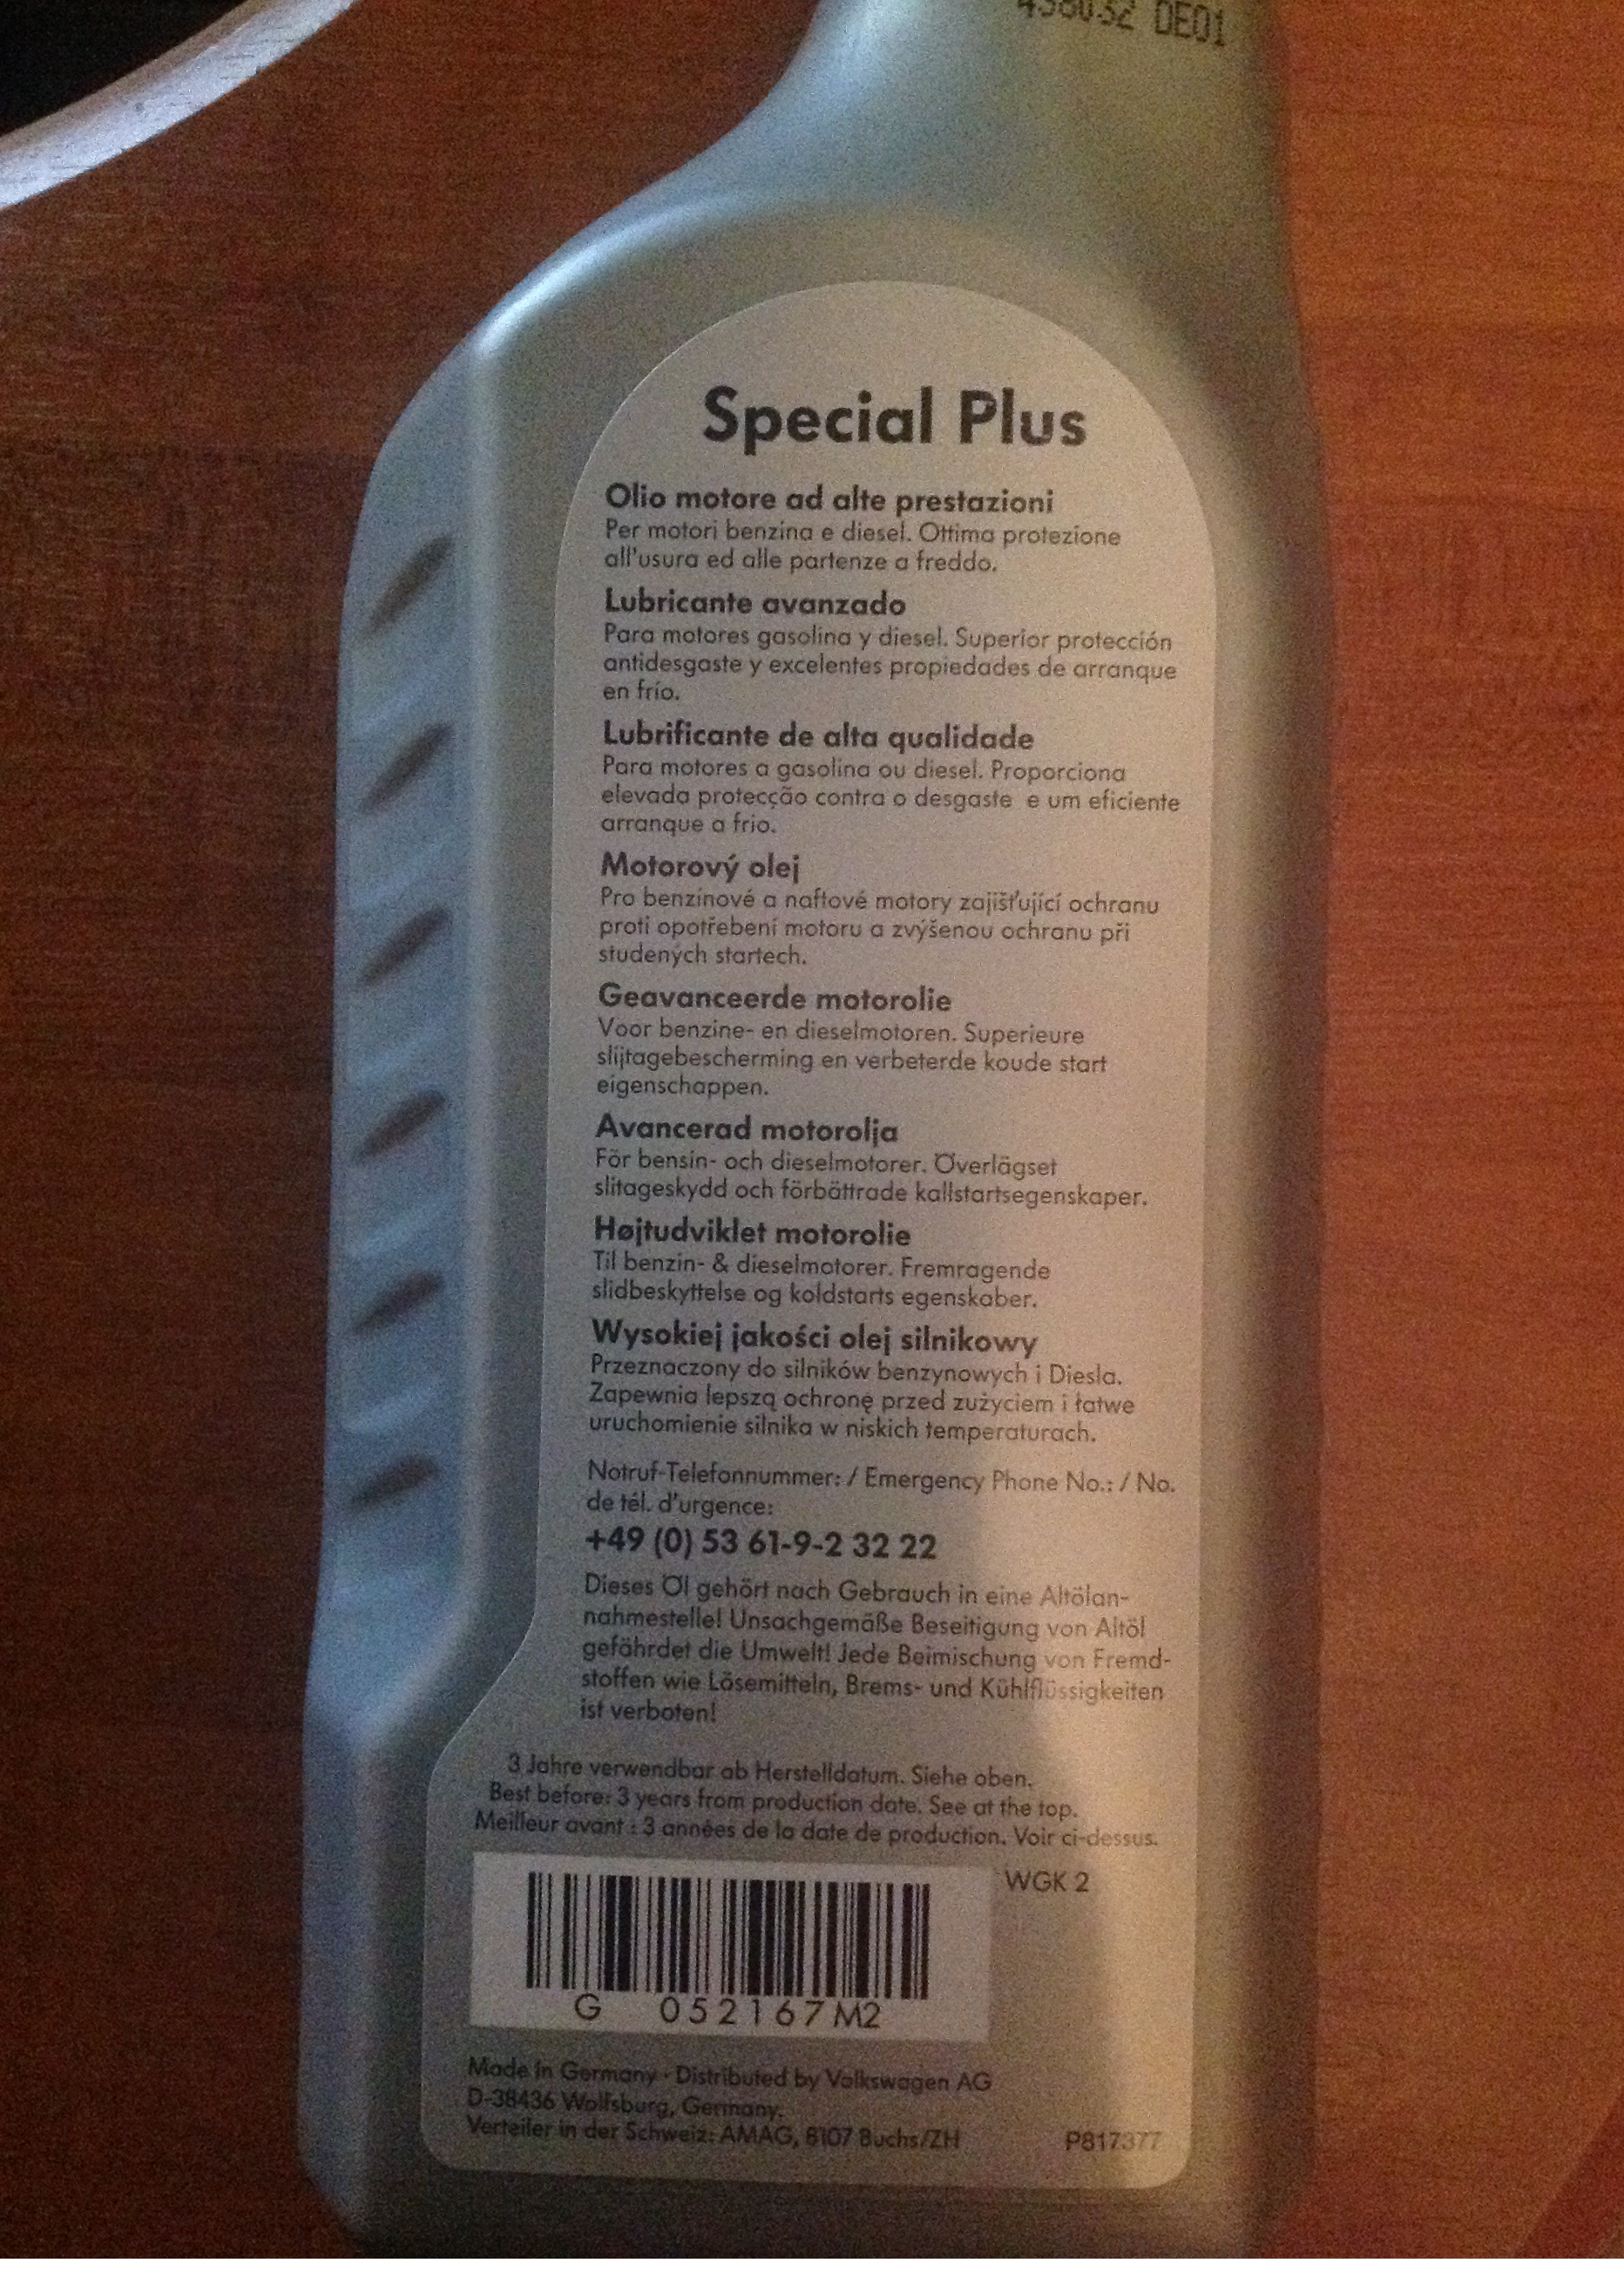 DE01
Special Plus
Olio motore ad alte prestazioni
Per motori benzina e diesel. Ottima protezione
all'usura ed alle partenze a freddo.
Lubricante avanzado
Para motores gasolina y diesel. Superior protección
antidesgaste y excelentes propiedades de arranque
en frío.
Lubrificante de alta qualidade
Para motores a gasolina ou diesel. Proporciona
elevada protecção contra o desgaste e um eficiente
arranque a frio.
Motorový olej
Pro benzínové a naftové motory zajišťující ochranu
proti opotřebení motoru a zvýšenou ochranu při
studených startech.
Geavanceerde motorolie
Voor benzine- en dieselmotoren. Superieure
slijtagebescherming en verbeterde koude start
eigenschappen.
Avancerad motorolja
För bensin- och dieselmotorer. Överlägset
slitageskydd och förbättrade kallstartsegenskaper.
Højtudviklet motorolie
Til benzin- & dieselmotorer. Fremragende
slidbeskyttelse og koldstarts egenskaber.
Wysokiej jakości olej silnikowy
Przeznaczony do silników benzynowych i Diesla.
Zapewnia lepszą ochronę przed zużyciem i łatwe
uruchomienie silnika w niskich temperaturach.
Notruf-Telefonnummer: / Emergency Phone No.: / No.
de tél. d'urgence:
+49 (0) 53 61-9-2 32 22
Dieses Öl gehört nach Gebrauch in eine Altölan-
nahmestelle! Unsachgemäße Beseitigung von Altöl
gefährdet die Umwelt! Jede Beimischung von Fremd-
stoffen wie Lösemitteln, Brems- und Kühlflüssigkeiten
ist verboten!
3 Jahre verwendbar ab Herstelldatum. Siehe oben.
Best before: 3 years from production date. See at the top.
Meilleur avant : 3 années de la date de production. Voir ci-dessus.
WGK 2
G 052167 M2
Made in Germany · Distributed by Volkswagen AG
D-38436 Wolfsburg, Germany.
Verteiler in der Schweiz: AMAG, 8107 Buchs/ZH
P817377